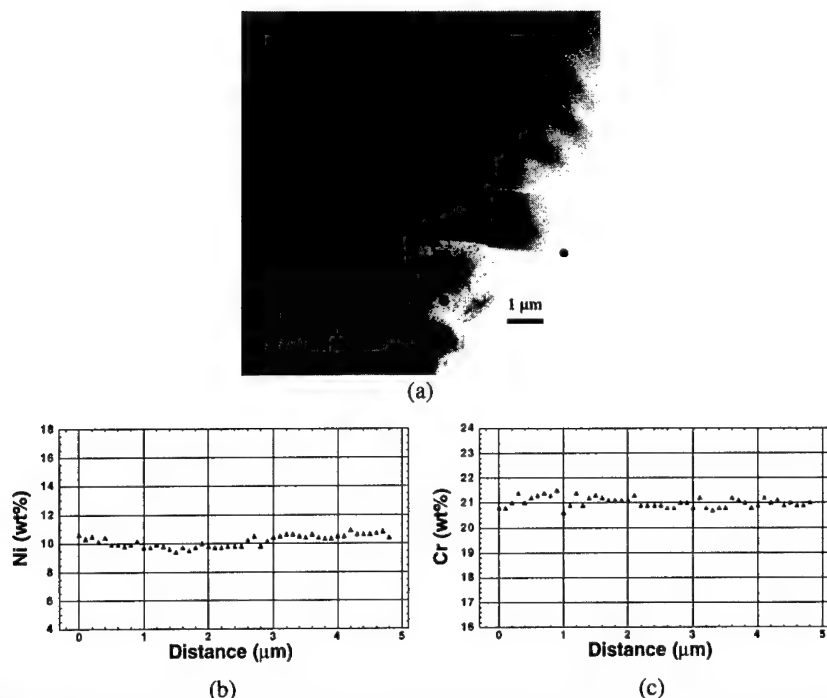 1 μm
(a)
18
16
14
12
10
8
6
4
Ni (wt%)
0 1 2 3 4 5
Distance (μm)
(b)
24
23
22
21
20
19
18
17
16
Cr (wt%)
0 1 2 3 4 5
Distance (μm)
(c)